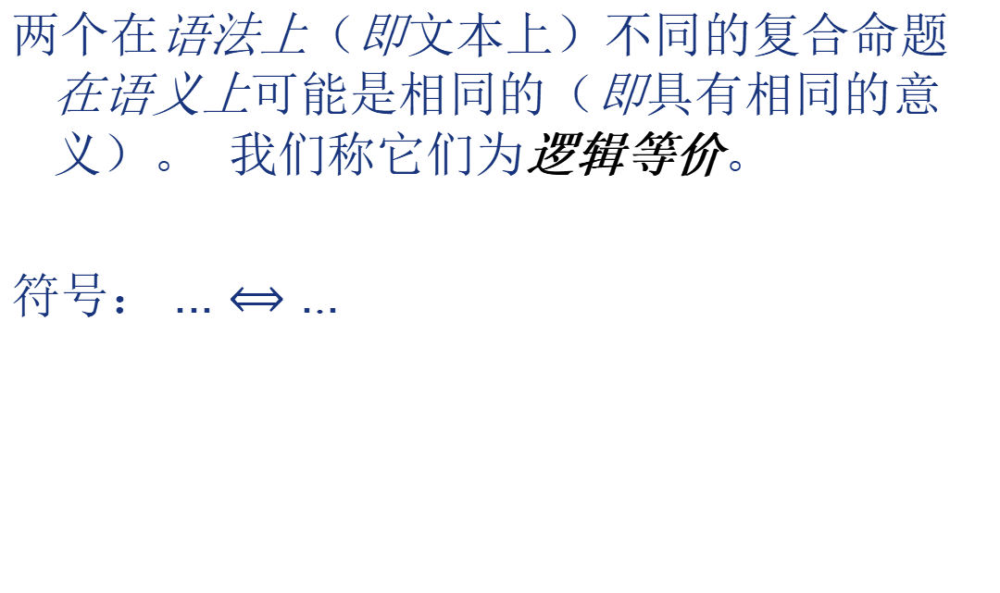 两个在语法上（即文本上）不同的复合命题
在语义上可能是相同的（即具有相同的意
义）。 我们称它们为逻辑等价。
符号： … ⇔ …